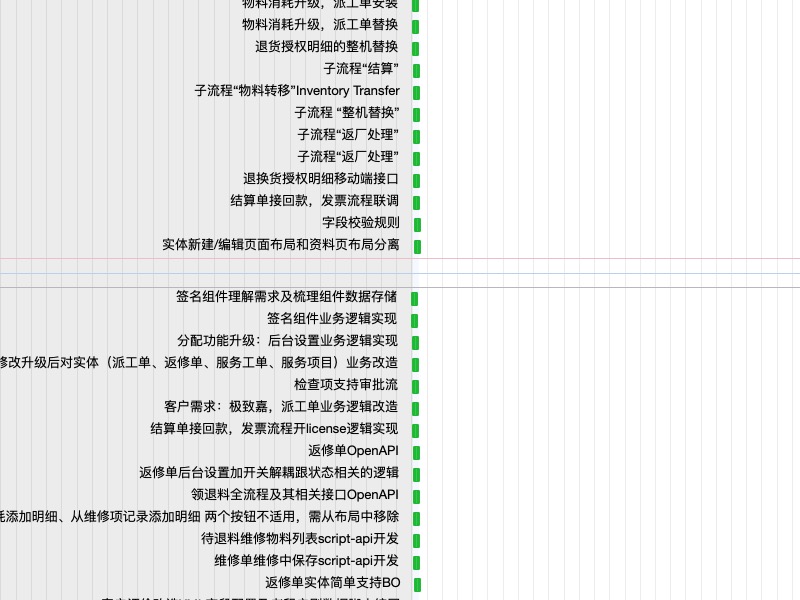 物料消耗升级，派工单安装
物料消耗升级，派工单替换
退货授权明细的整机替换
子流程“结算”
子流程“物料转移”Inventory Transfer
子流程 “整机替换”
子流程“返厂处理”
子流程“返厂处理”
退换货授权明细移动端接口
结算单接回款，发票流程联调
字段校验规则
实体新建/编辑页面布局和资料页布局分离
签名组件理解需求及梳理组件数据存储
签名组件业务逻辑实现
分配功能升级：后台设置业务逻辑实现
修改升级后对实体（派工单、返修单、服务工单、服务项目）业务改造
检查项支持审批流
客户需求：极致嘉，派工单业务逻辑改造
结算单接回款，发票流程开license逻辑实现
返修单OpenAPI
返修单后台设置加开关解耦跟状态相关的逻辑
领退料全流程及其相关接口OpenAPI
添加明细、从维修项记录添加明细 两个按钮不适用，需从布局中移除
待退料维修物料列表script-api开发
维修单维修中保存script-api开发
返修单实体简单支持BO